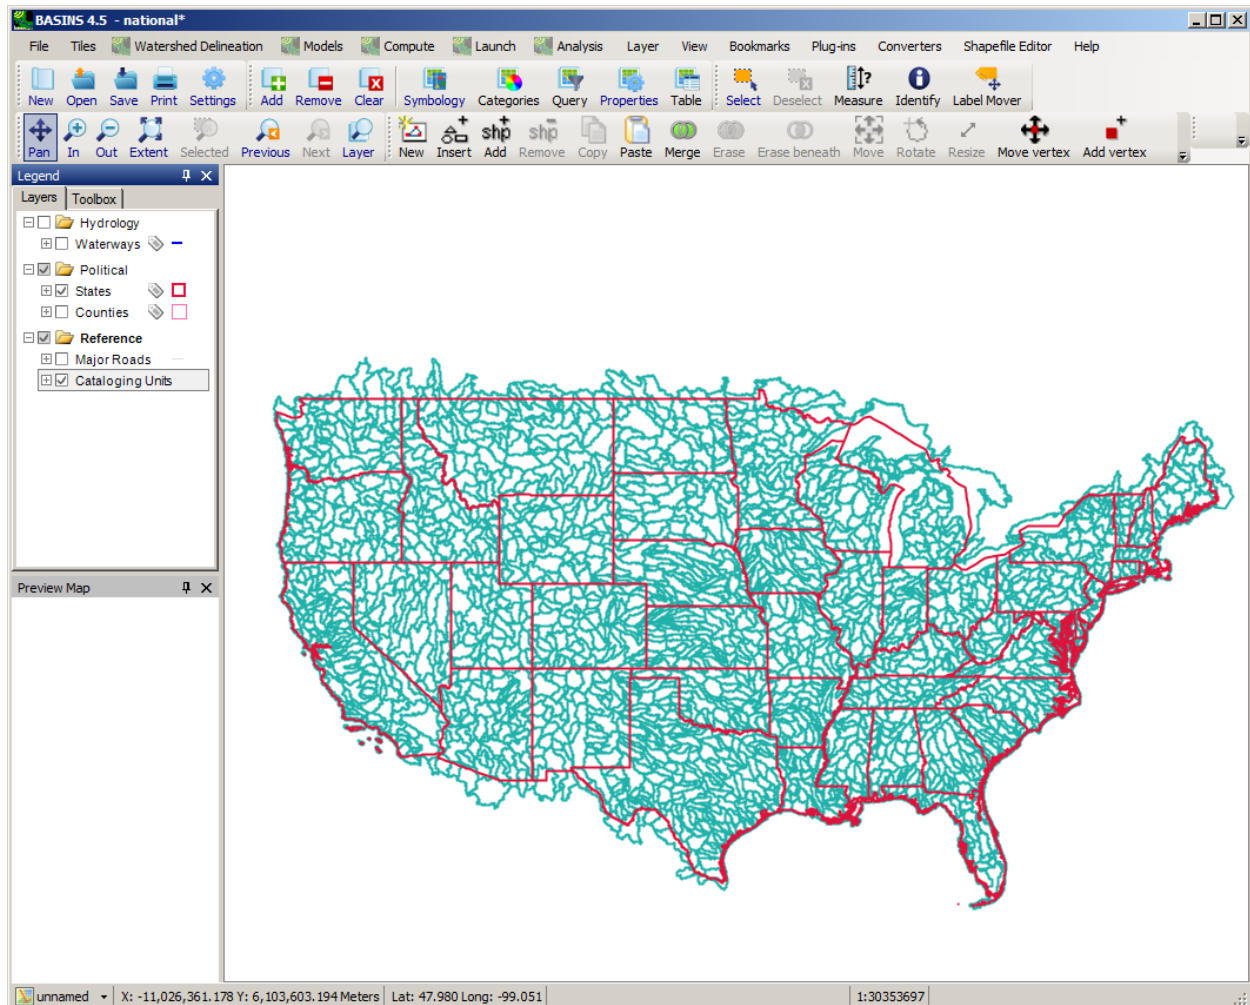 BASINS 4.5 - national*
File Tiles Watershed Delineation Models Compute Launch Analysis Layer View Bookmarks Plug-ins Converters Shapefile Editor Help
New Open Save Print Settings Add Remove Clear Symbology Categories Query Properties Table Select Deselect Measure Identify Label Mover
Pan In Out Extent Selected Previous Next Layer New Insert Add Remove Copy Paste Merge Erase Erase beneath Move Rotate Resize Move vertex Add vertex
Legend
Layers Toolbox
Hydrology
Waterways
Political
States
Counties
Reference
Major Roads
Cataloging Units
Preview Map
unnamed X: -11,026,361.178 Y: 6,103,603.194 Meters Lat: 47.980 Long: -99.051 1:30353697